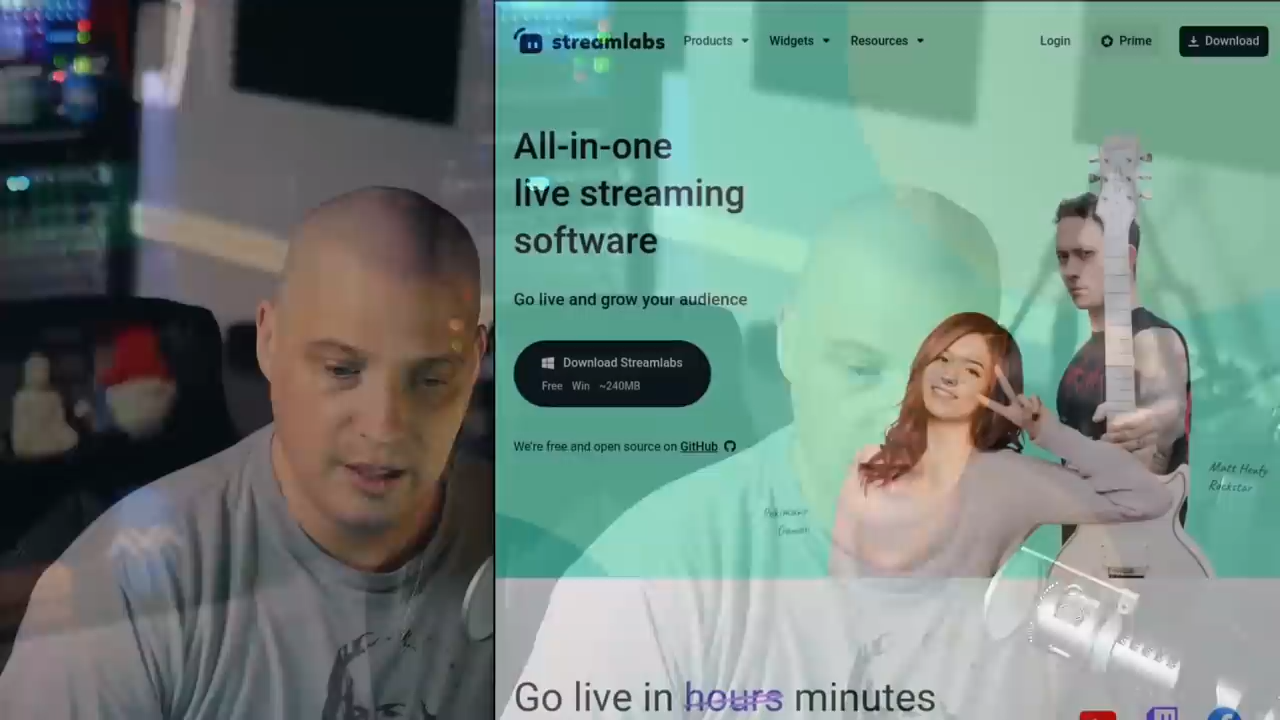 streamlabs
Products
Widgets
Resources
Login
Prime
Download
All-in-one
live streaming
software
Go live and grow your audience
Download Streamlabs
Free Win ~240MB
We're free and open source on GitHub
Matt Heafy
Rockstar
Go live in hours minutes